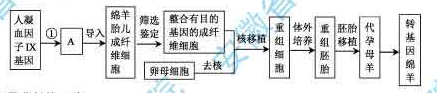 人凝血因子IX基因
①
A
导入
绵羊胎儿成纤维细胞
筛选
鉴定
整合有目的基因的成纤维细胞
卵母细胞
去核
核移植
重组细胞
体外
培养
重组胚胎
胚胎
移植
代孕母羊
转基因绵羊